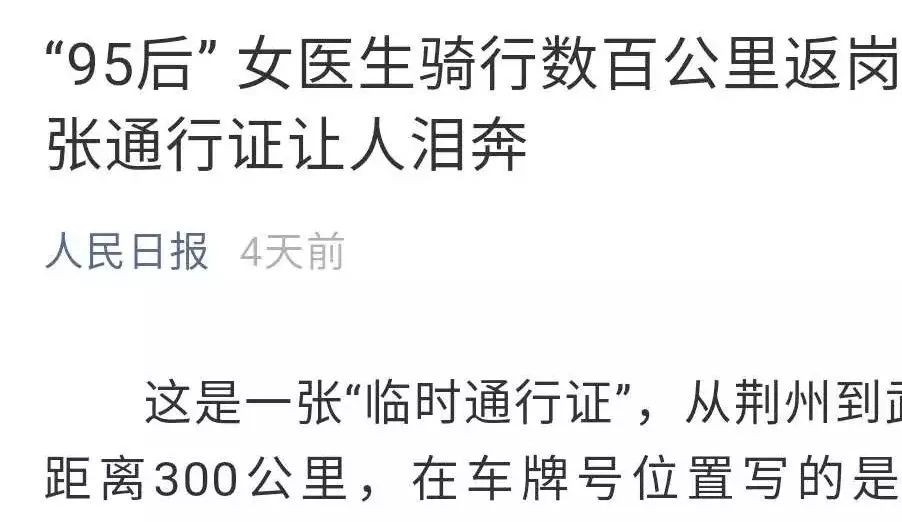 “95后” 女医生骑行数百公里返岗
张通行证让人泪奔
人民日报 4天前
这是一张“临时通行证”，从荆州到
距离300公里，在车牌号位置写的是